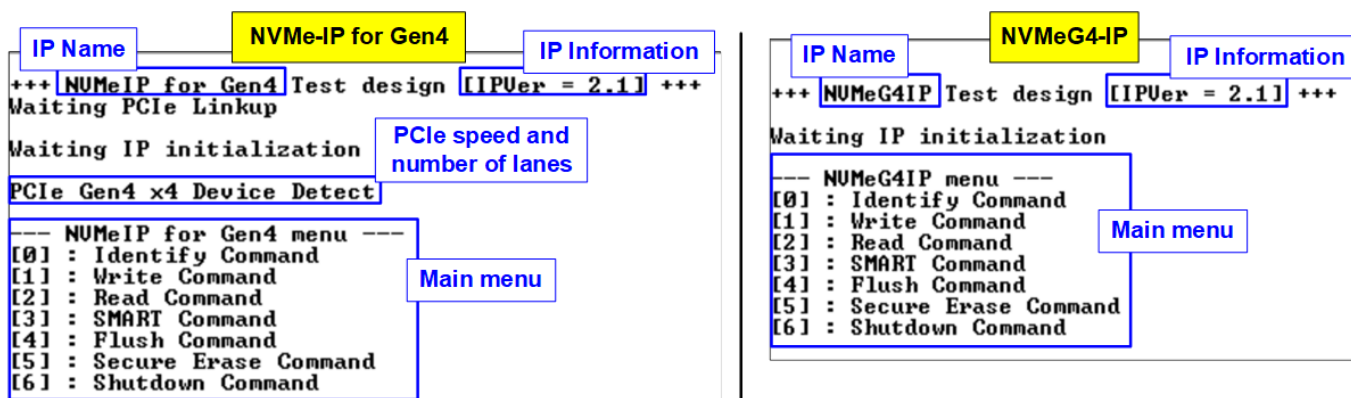 NVMe-IP for Gen4
IP Name
IP Information
+++ NVMeIP for Gen4 Test design [IPVer = 2.1] +++
Waiting PCIe Linkup
Waiting IP initialization
PCIe speed and
number of lanes
PCIe Gen4 x4 Device Detect
--- NVMeIP for Gen4 menu ---
[0] : Identify Command
[1] : Write Command
[2] : Read Command
[3] : SMART Command
[4] : Flush Command
[5] : Secure Erase Command
[6] : Shutdown Command
Main menu
NVMeG4-IP
IP Name
IP Information
+++ NVMeG4IP Test design [IPVer = 2.1] +++
Waiting IP initialization
--- NVMeG4IP menu ---
[0] : Identify Command
[1] : Write Command
[2] : Read Command
[3] : SMART Command
[4] : Flush Command
[5] : Secure Erase Command
[6] : Shutdown Command
Main menu